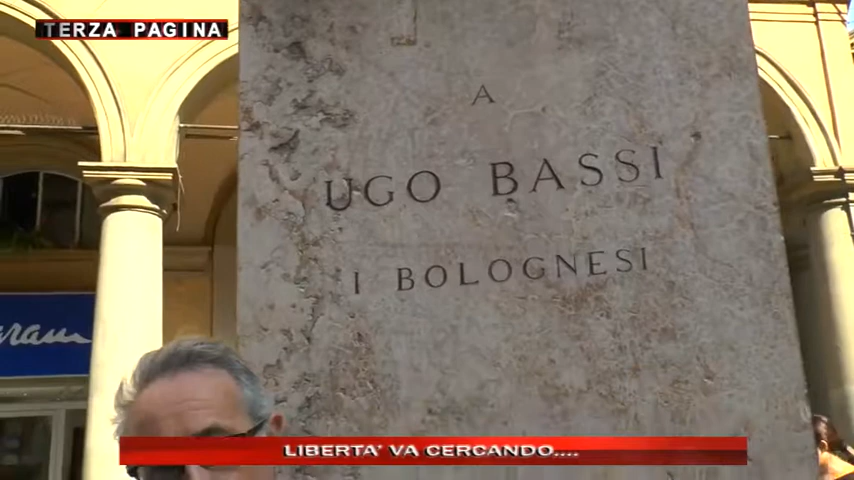 TERZA PAGINA
A
UGO BASSI
I BOLOGNESI
LIBERTA' VA CERCANDO....